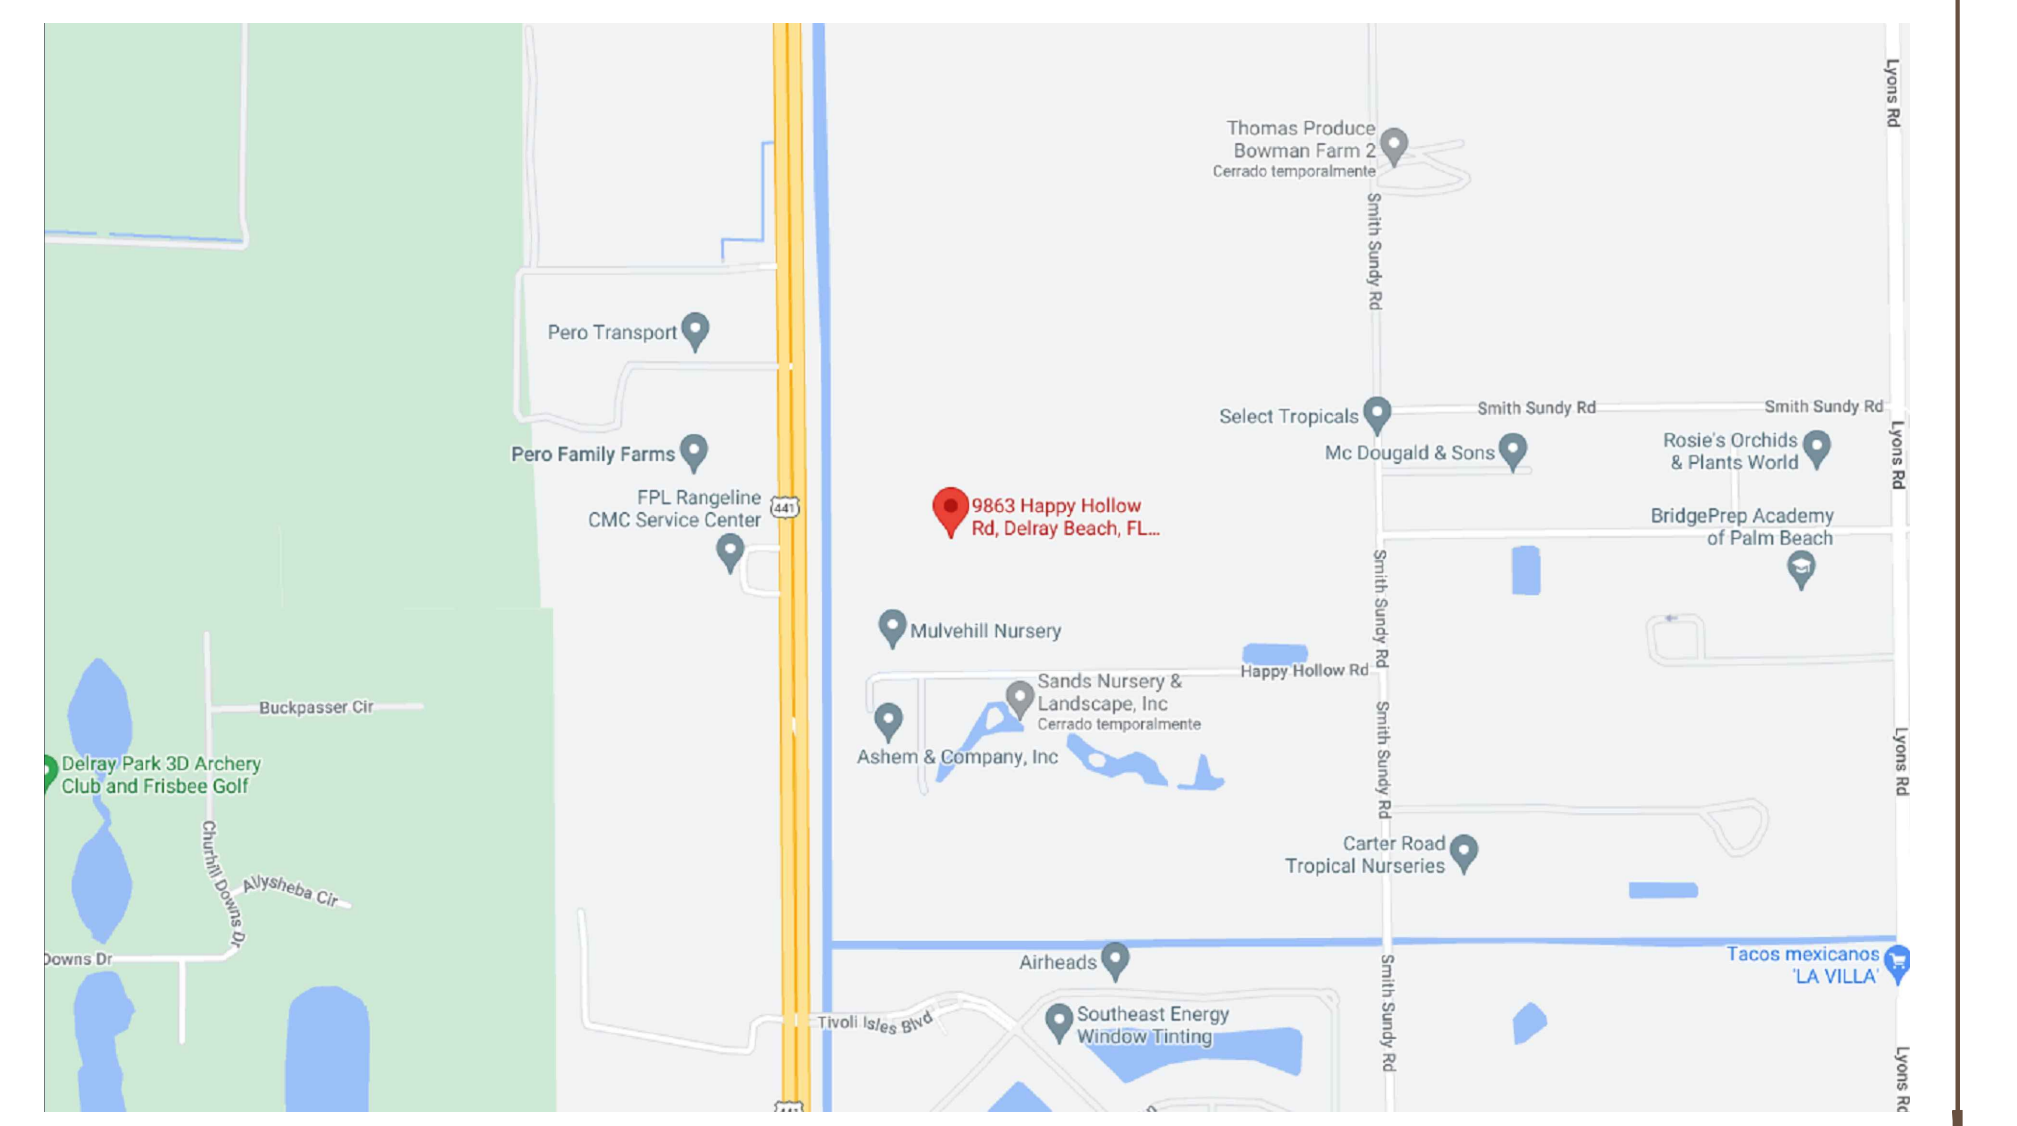 Lyons Rd
Thomas Produce
Bowman Farm 2
Cerrado temporalmente
Smith Sundy Rd
Pero Transport
Select Tropicals
Smith Sundy Rd
Smith Sundy Rd
Mc Dougald & Sons
Rosie's Orchids
& Plants World
Lyons Rd
Pero Family Farms
FPL Rangeline
CMC Service Center
441
9863 Happy Hollow
Rd, Delray Beach, FL...
BridgePrep Academy
of Palm Beach
Smith Sundy Rd
Mulvehill Nursery
Happy Hollow Rd
Sands Nursery &
Landscape, Inc
Cerrado temporalmente
Buckpasser Cir
Ashem & Company, Inc
Smith Sundy Rd
Lyons Rd
Delray Park 3D Archery
Club and Frisbee Golf
Churhill Downs Dr
Allysheba Cir
Carter Road
Tropical Nurseries
Downs Dr
Airheads
Tacos mexicanos
'LA VILLA'
Smith Sundy Rd
Tivoli Isles Blvd
Southeast Energy
Window Tinting
Lyons Rd